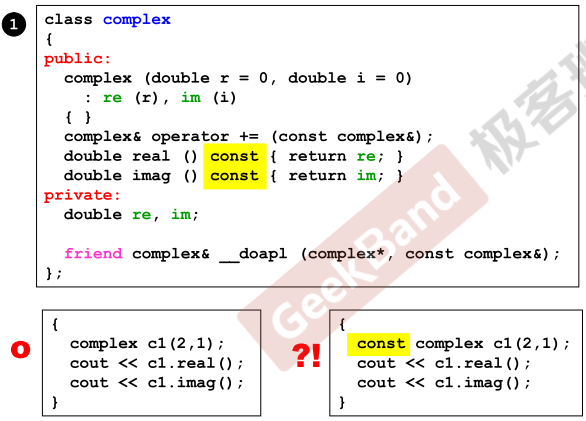 1
class complex
{
public:
complex (double r = 0, double i = 0)
: re (r), im (i)
{ }
complex& operator += (const complex&);
double real () const { return re; }
double imag () const { return im; }
private:
double re, im;
friend complex& __doapl (complex*, const complex&);
};
GeekBand 极客班
O
{
complex c1(2,1);
cout << c1.real();
cout << c1.imag();
}
?!
{
const complex c1(2,1);
cout << c1.real();
cout << c1.imag();
}